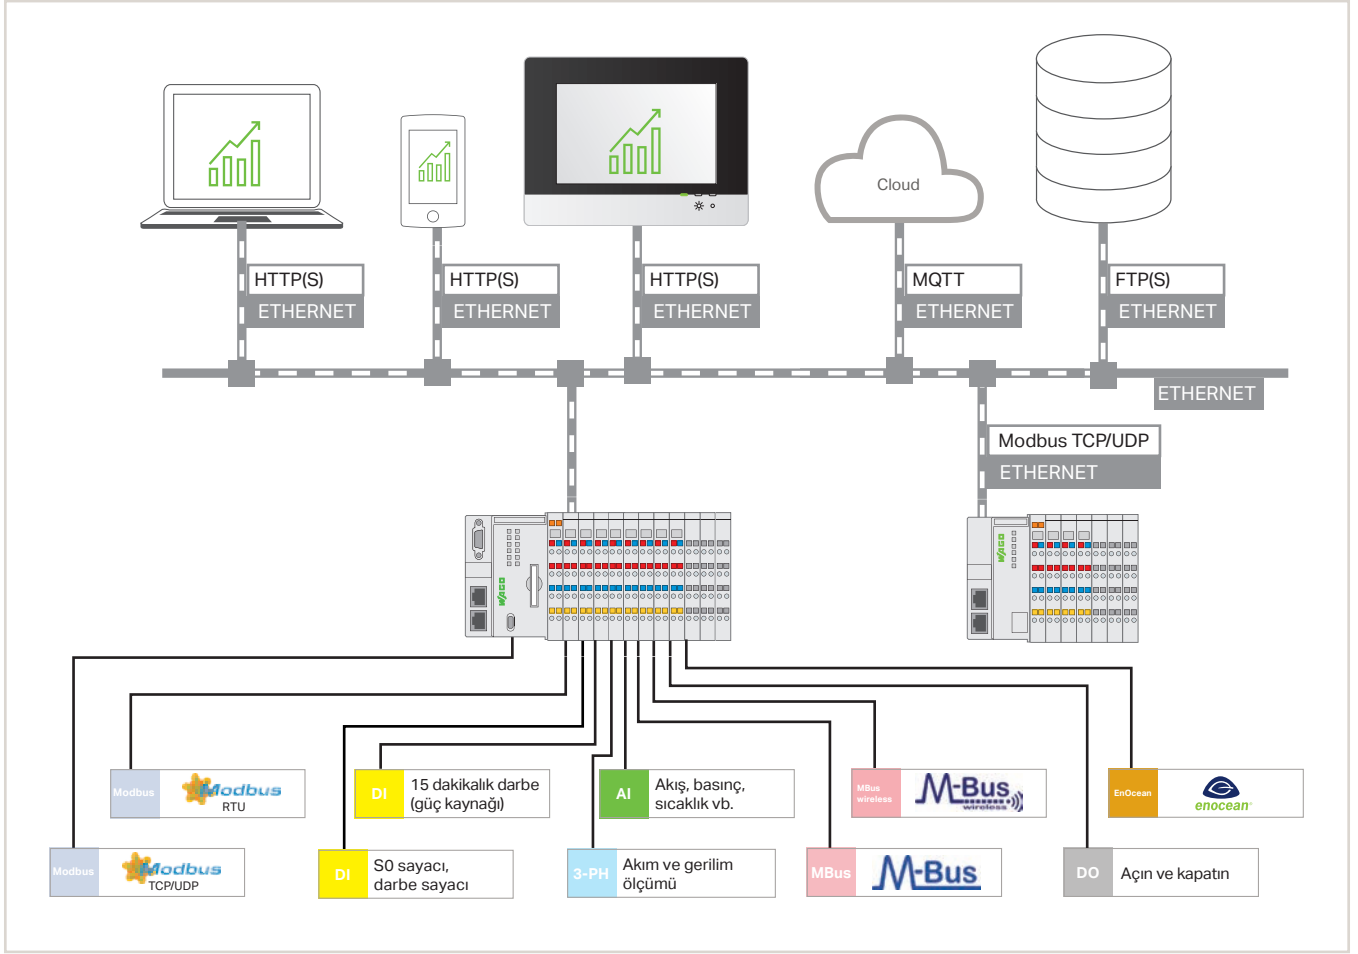 Cloud
HTTP(S)
ETHERNET
HTTP(S)
ETHERNET
HTTP(S)
ETHERNET
MQTT
ETHERNET
FTP(S)
ETHERNET
ETHERNET
Modbus TCP/UDP
ETHERNET
WAGO
WAGO
Modbus
Modbus
RTU
DI
15 dakikalık darbe
(güç kaynağı)
AI
Akış, basınç,
sıcaklık vb.
MBus
wireless
M-Bus
wireless
EnOcean
enocean
Modbus
Modbus
TCP/UDP
DI
S0 sayacı,
darbe sayacı
3-PH
Akım ve gerilim
ölçümü
MBus
M-Bus
DO
Açın ve kapatın